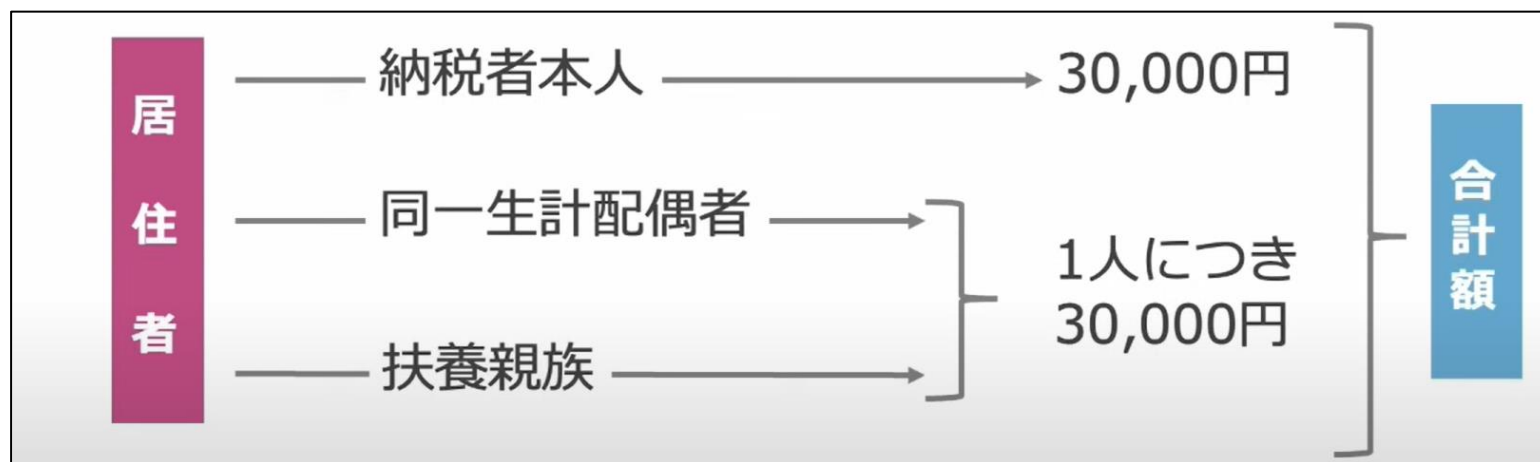 居住者
納税者本人
30,000円
同一生計配偶者
扶養親族
1人につき
30,000円
合計額